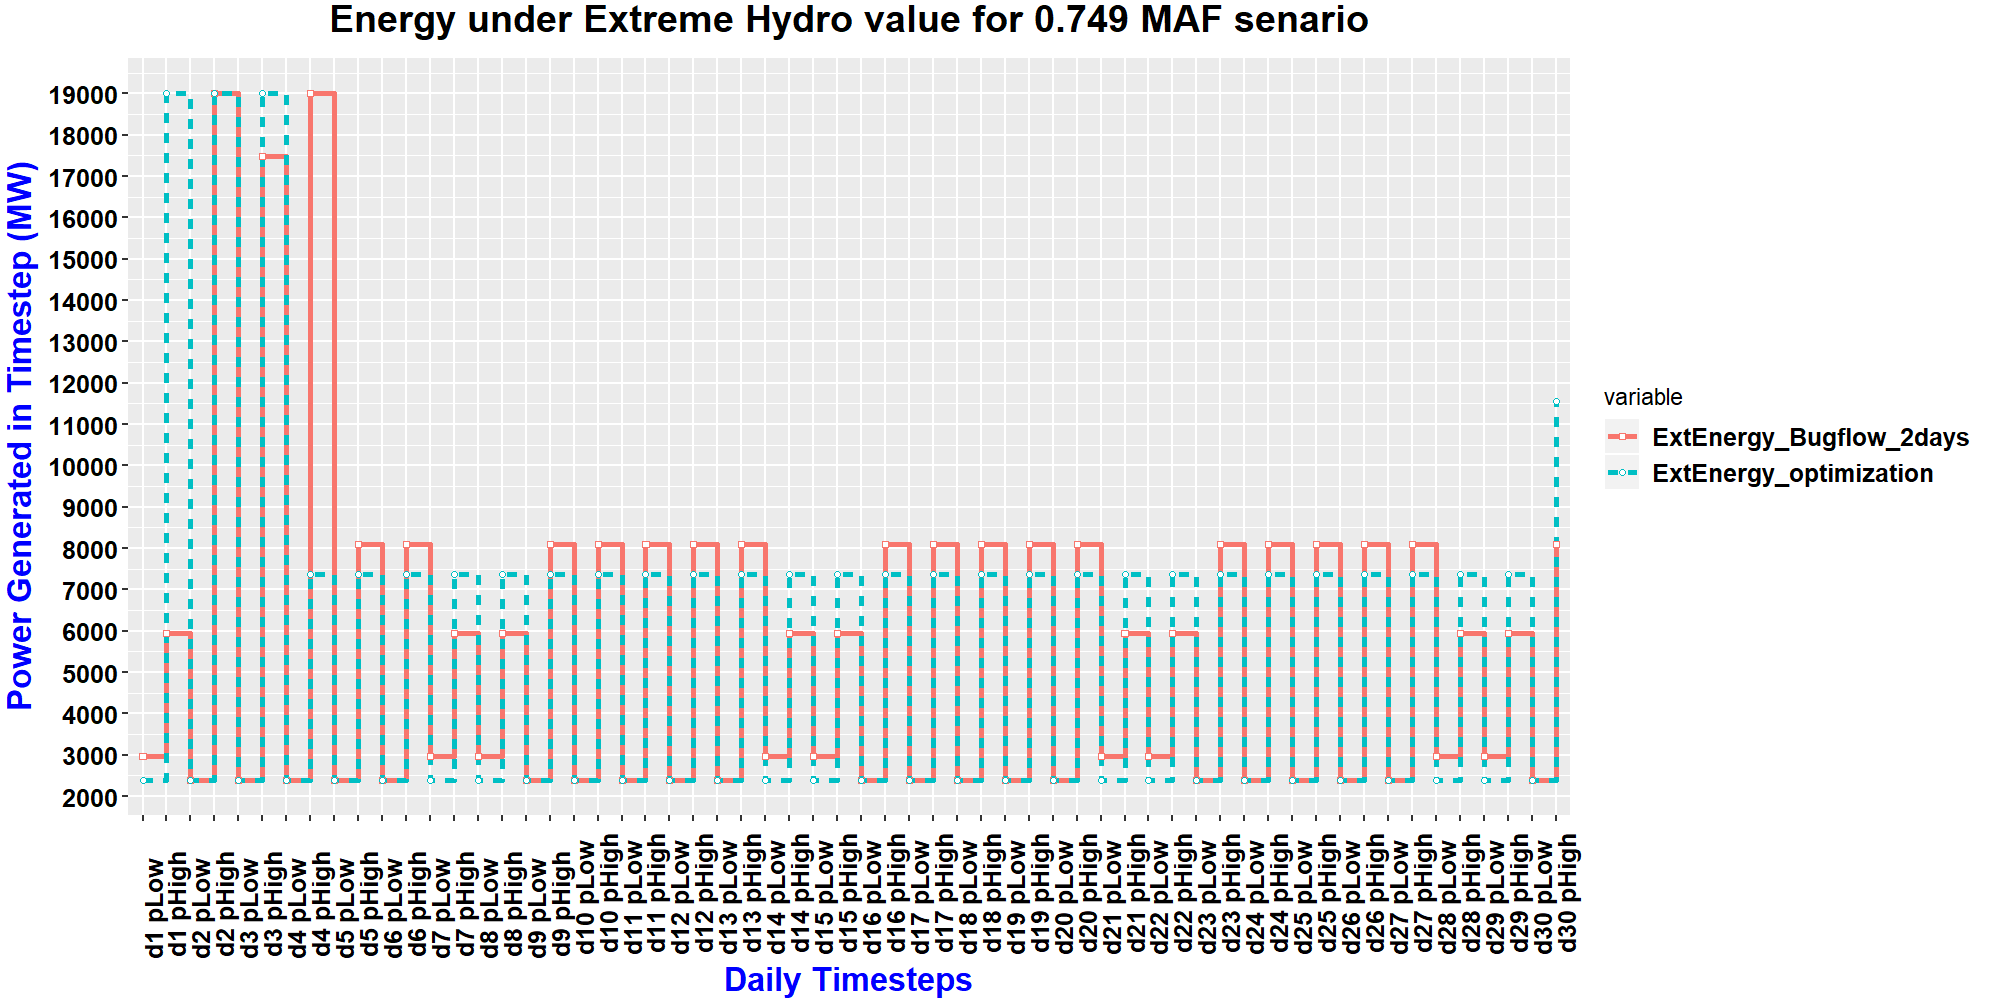 Energy under Extreme Hydro value for 0.749 MAF senario
Power Generated in Timestep (MW)
19000
18000
17000
16000
15000
14000
13000
12000
11000
10000
9000
8000
7000
6000
5000
4000
3000
2000
d1 pLow
d1 pHigh
d2 pLow
d2 pHigh
d3 pLow
d3 pHigh
d4 pLow
d4 pHigh
d5 pLow
d5 pHigh
d6 pLow
d6 pHigh
d7 pLow
d7 pHigh
d8 pLow
d8 pHigh
d9 pLow
d9 pHigh
d10 pLow
d10 pHigh
d11 pLow
d11 pHigh
d12 pLow
d12 pHigh
d13 pLow
d13 pHigh
d14 pLow
d14 pHigh
d15 pLow
d15 pHigh
d16 pLow
d16 pHigh
d17 pLow
d17 pHigh
d18 pLow
d18 pHigh
d19 pLow
d19 pHigh
d20 pLow
d20 pHigh
d21 pLow
d21 pHigh
d22 pLow
d22 pHigh
d23 pLow
d23 pHigh
d24 pLow
d24 pHigh
d25 pLow
d25 pHigh
d26 pLow
d26 pHigh
d27 pLow
d27 pHigh
d28 pLow
d28 pHigh
d29 pLow
d29 pHigh
d30 pLow
d30 pHigh
Daily Timesteps
variable
ExtEnergy_Bugflow_2days
ExtEnergy_optimization